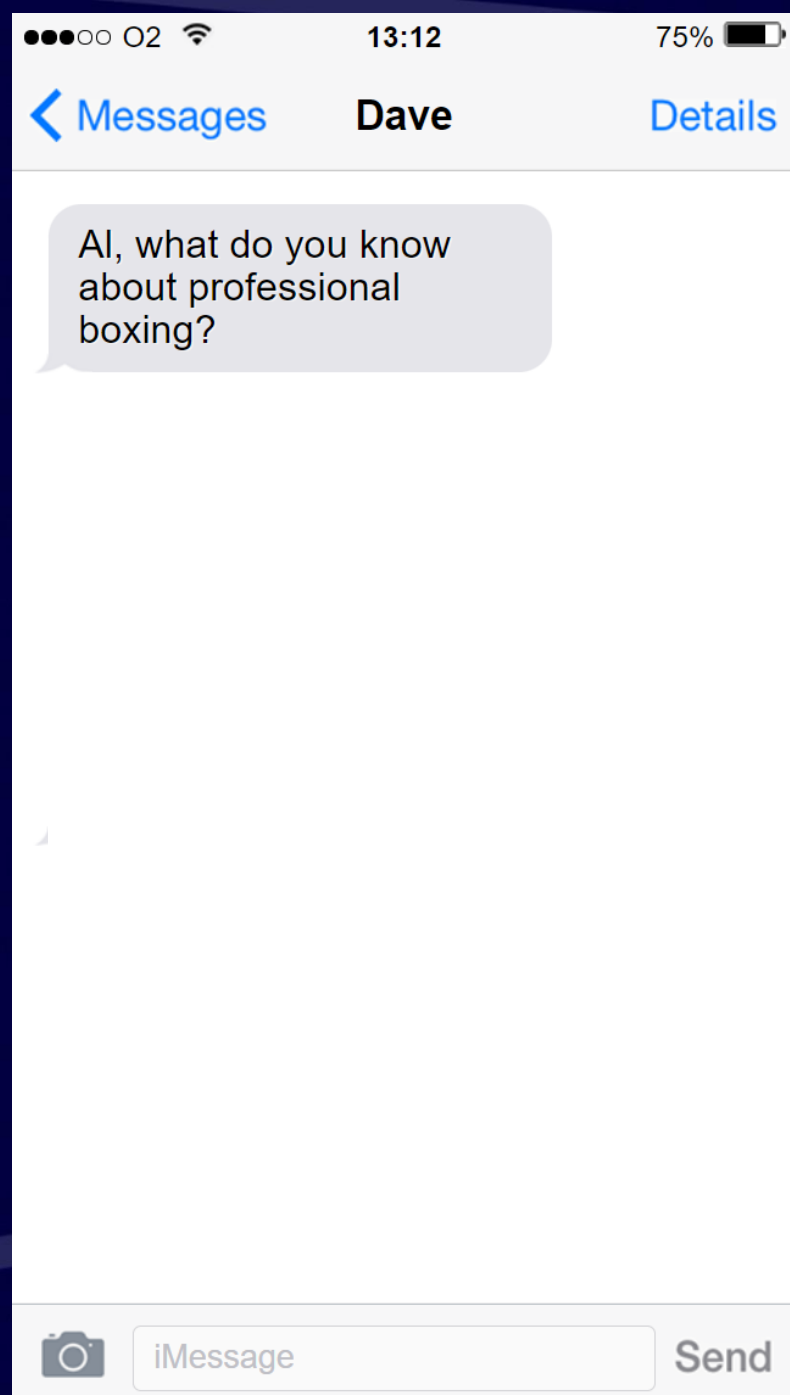 O2 13:12 75%
Messages Dave Details
Al, what do you know
about professional
boxing?
iMessage Send